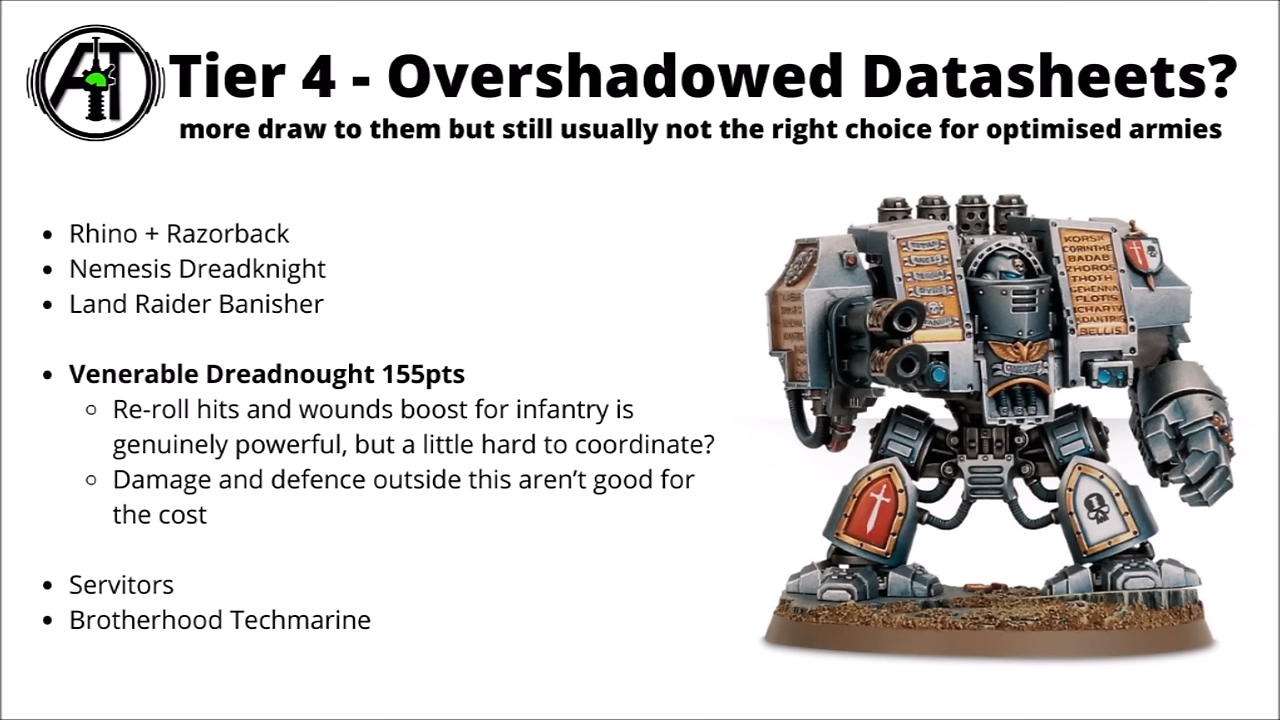 AT
Tier 4 - Overshadowed Datasheets?
more draw to them but still usually not the right choice for optimised armies
• Rhino + Razorback
• Nemesis Dreadknight
• Land Raider Banisher
• Venerable Dreadnought 155pts
○ Re-roll hits and wounds boost for infantry is
genuinely powerful, but a little hard to coordinate?
○ Damage and defence outside this aren’t good for
the cost
• Servitors
• Brotherhood Techmarine
KORSK
CORINTHE
BADAB
ZHOROS
THOTH
GEHENNA
FLOTIS
BELLIS